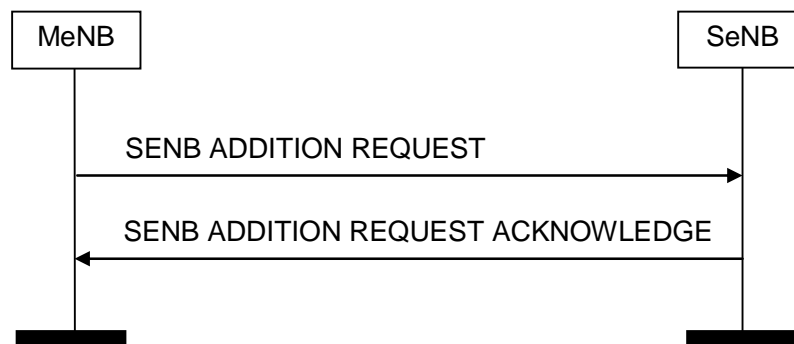 MeNB
SeNB
SENB ADDITION REQUEST
SENB ADDITION REQUEST ACKNOWLEDGE